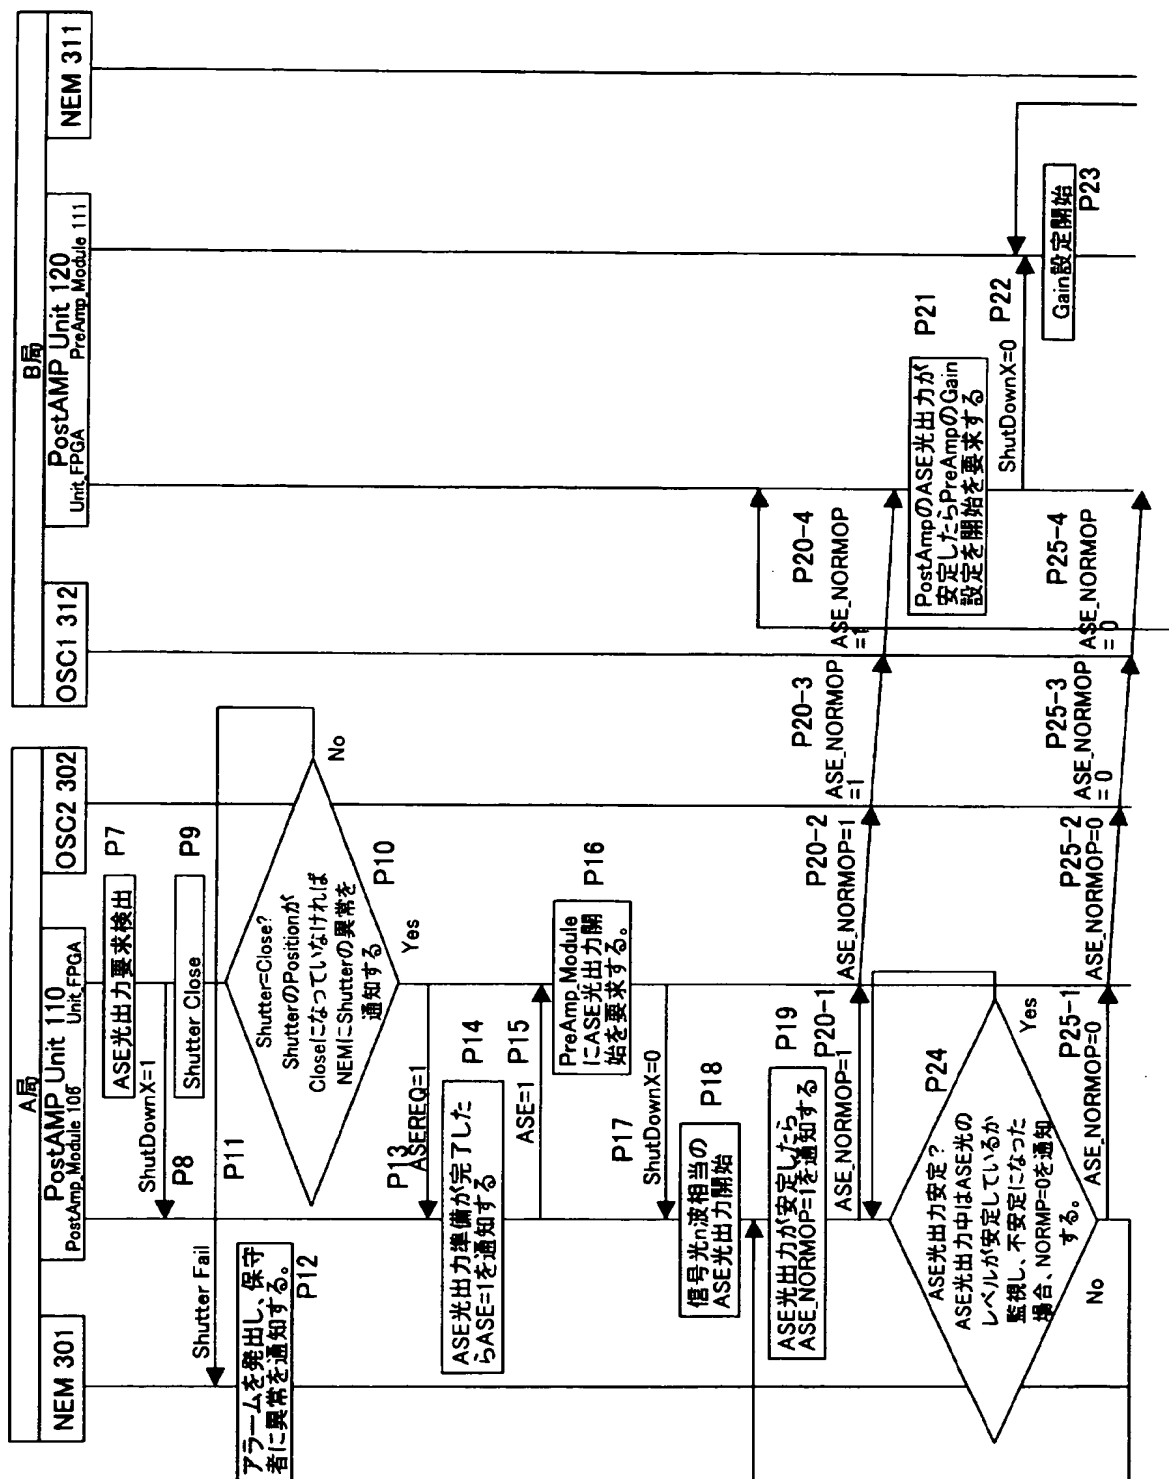 A局
B局
NEM 301
PostAMP Unit 110
PostAmp_Module 106
Unit_FPGA
OSC2 302
OSC1 312
PostAMP Unit 120
Unit_FPGA
PreAmp_Module 111
NEM 311
ASE光出力要求検出
P7
ShutDownX=1
P8
Shutter Close
P9
Shutter=Close?
ShutterのPositionが
Closeになっていなければ
NEMにShutterの異常を
通知する
P10
No
Yes
P11
Shutter Fail
アラームを発出し、保守
者に異常を通知する。
P12
P13
ASEREQ=1
ASE光出力準備が完了した
らASE=1を通知する
P14
ASE=1
P15
PreAmp_Module
にASE光出力開
始を要求する。
P16
P17
ShutDownX=0
信号光n波相当の
ASE光出力開始
P18
ASE光出力が安定したら
ASE_NORMOP=1を通知する
P19
P20-1
ASE_NORMOP=1
P20-2
ASE_NORMOP=1
P20-3
ASE_NORMOP
=1
P20-4
ASE_NORMOP
=1
PostAmpのASE光出力が
安定したらPreAmpのGain
設定を開始を要求する
P21
ShutDownX=0
P22
Gain設定開始
P23
ASE光出力安定?
ASE光出力中はASE光の
レベルが安定しているか
監視し、不安定になった
場合、NORMP=0を通知
する。
P24
Yes
No
P25-1
ASE_NORMOP=0
P25-2
ASE_NORMOP=0
P25-3
ASE_NORMOP
= 0
P25-4
ASE_NORMOP
= 0